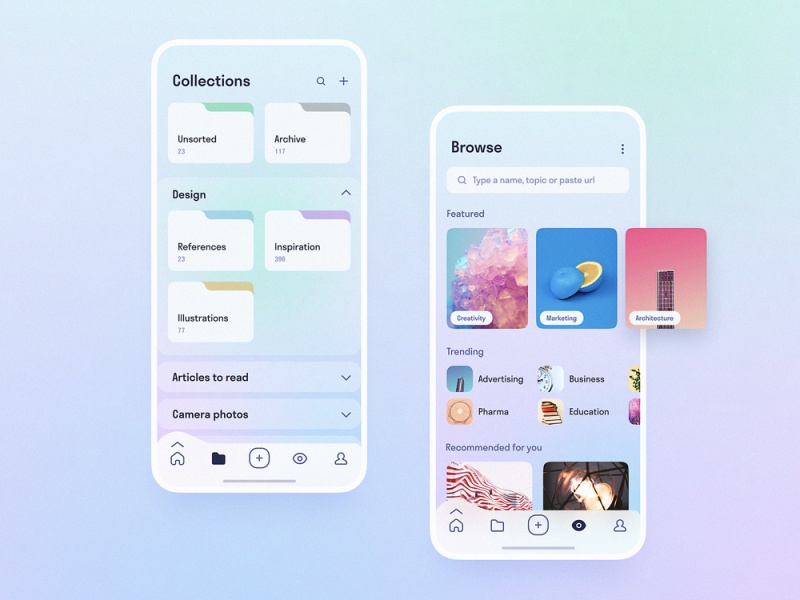 Collections
Unsorted
23
Archive
117
Design
References
23
Inspiration
390
Illustrations
77
Articles to read
Camera photos
Browse
Type a name, topic or paste url
Featured
Creativity
Marketing
Architecture
Trending
Advertising
Business
Pharma
Education
Recommended for you